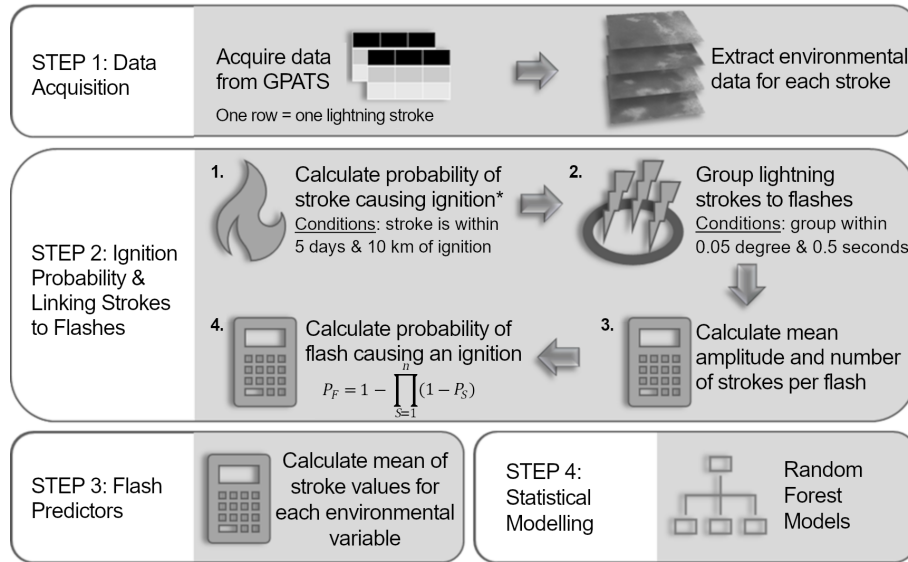 STEP 1: Data
Acquisition
Acquire data
from GPATS
One row = one lightning stroke
Extract environmental
data for each stroke
STEP 2: Ignition
Probability &
Linking Strokes
to Flashes
1.
Calculate probability of
stroke causing ignition*
Conditions: stroke is within
5 days & 10 km of ignition
2.
Group lightning
strokes to flashes
Conditions: group within
0.05 degree & 0.5 seconds
3.
Calculate mean
amplitude and number
of strokes per flash
4.
Calculate probability of
flash causing an ignition
P_F = 1 − ∏_{S=1}^{n} (1 − P_S)
STEP 3: Flash
Predictors
Calculate mean of
stroke values for
each environmental
variable
STEP 4:
Statistical
Modelling
Random
Forest
Models